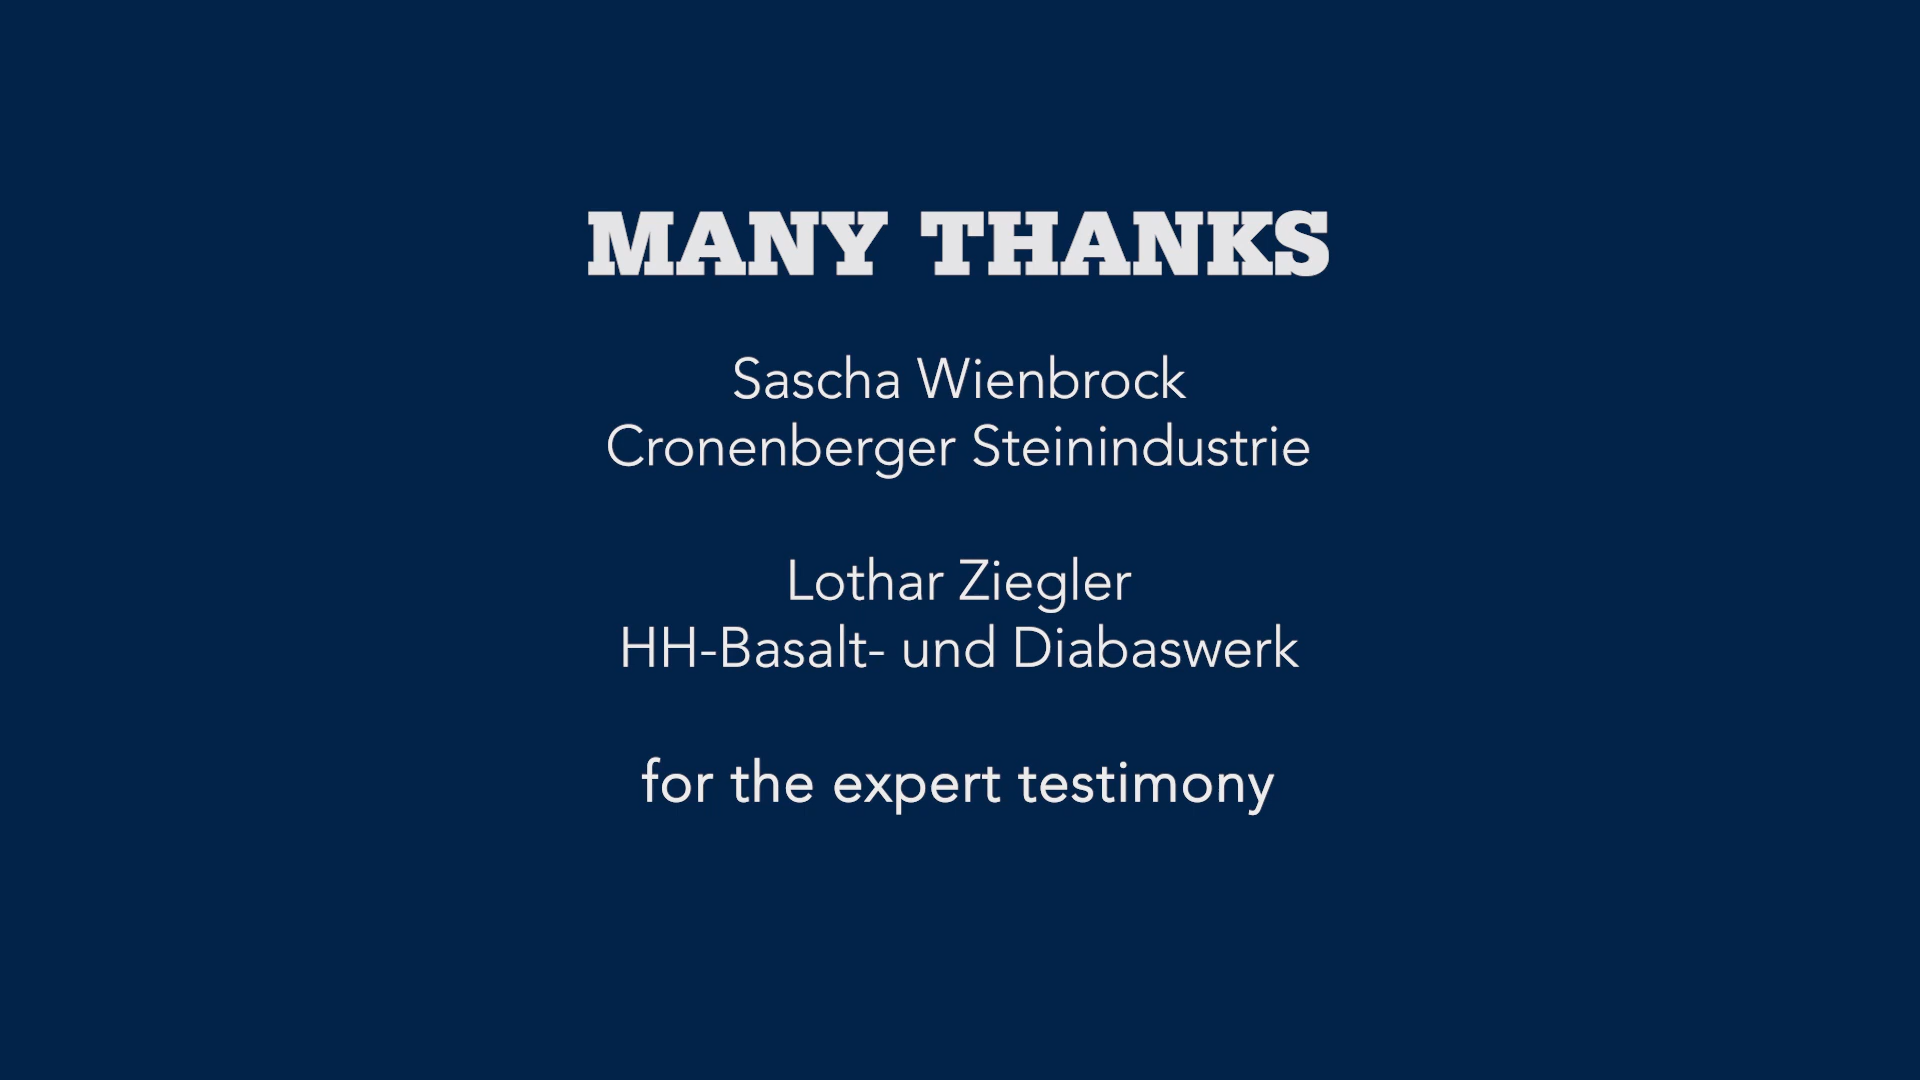 MANY THANKS
Sascha Wienbrock
Cronenberger Steinindustrie
Lothar Ziegler
HH-Basalt- und Diabaswerk
for the expert testimony